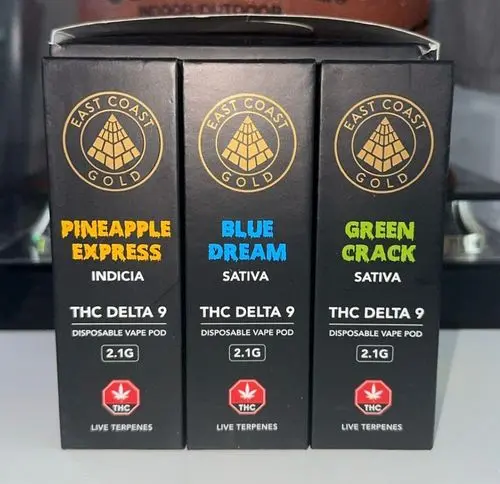 INDOOR/OUTDOOR
EAST COAST
GOLD
PINEAPPLE
EXPRESS
INDICIA
THC DELTA 9
DISPOSABLE VAPE POD
2.1G
THC
LIVE TERPENES
EAST COAST
GOLD
BLUE
DREAM
SATIVA
THC DELTA 9
DISPOSABLE VAPE POD
2.1G
THC
LIVE TERPENES
EAST COAST
GOLD
GREEN
CRACK
SATIVA
THC DELTA 9
DISPOSABLE VAPE POD
2.1G
THC
LIVE TERPENES